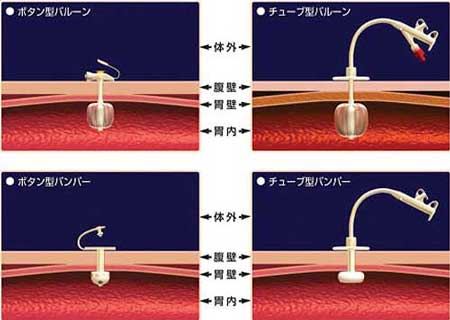 ● ボタン型バルーン
● チューブ型バルーン
体外
腹壁
胃壁
胃内
● ボタン型バンパー
● チューブ型バンパー
体外
腹壁
胃壁
胃内